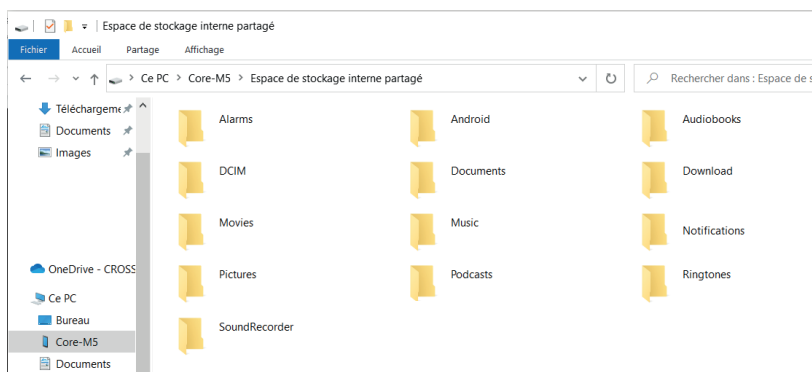 Espace de stockage interne partagé
Fichier Accueil Partage Affichage
Ce PC > Core-M5 > Espace de stockage interne partagé
Rechercher dans : Espace de s
Téléchargeme
Documents
Images
OneDrive - CROSS
Ce PC
Bureau
Core-M5
Documents
Alarms Android Audiobooks
DCIM Documents Download
Movies Music Notifications
Pictures Podcasts Ringtones
SoundRecorder